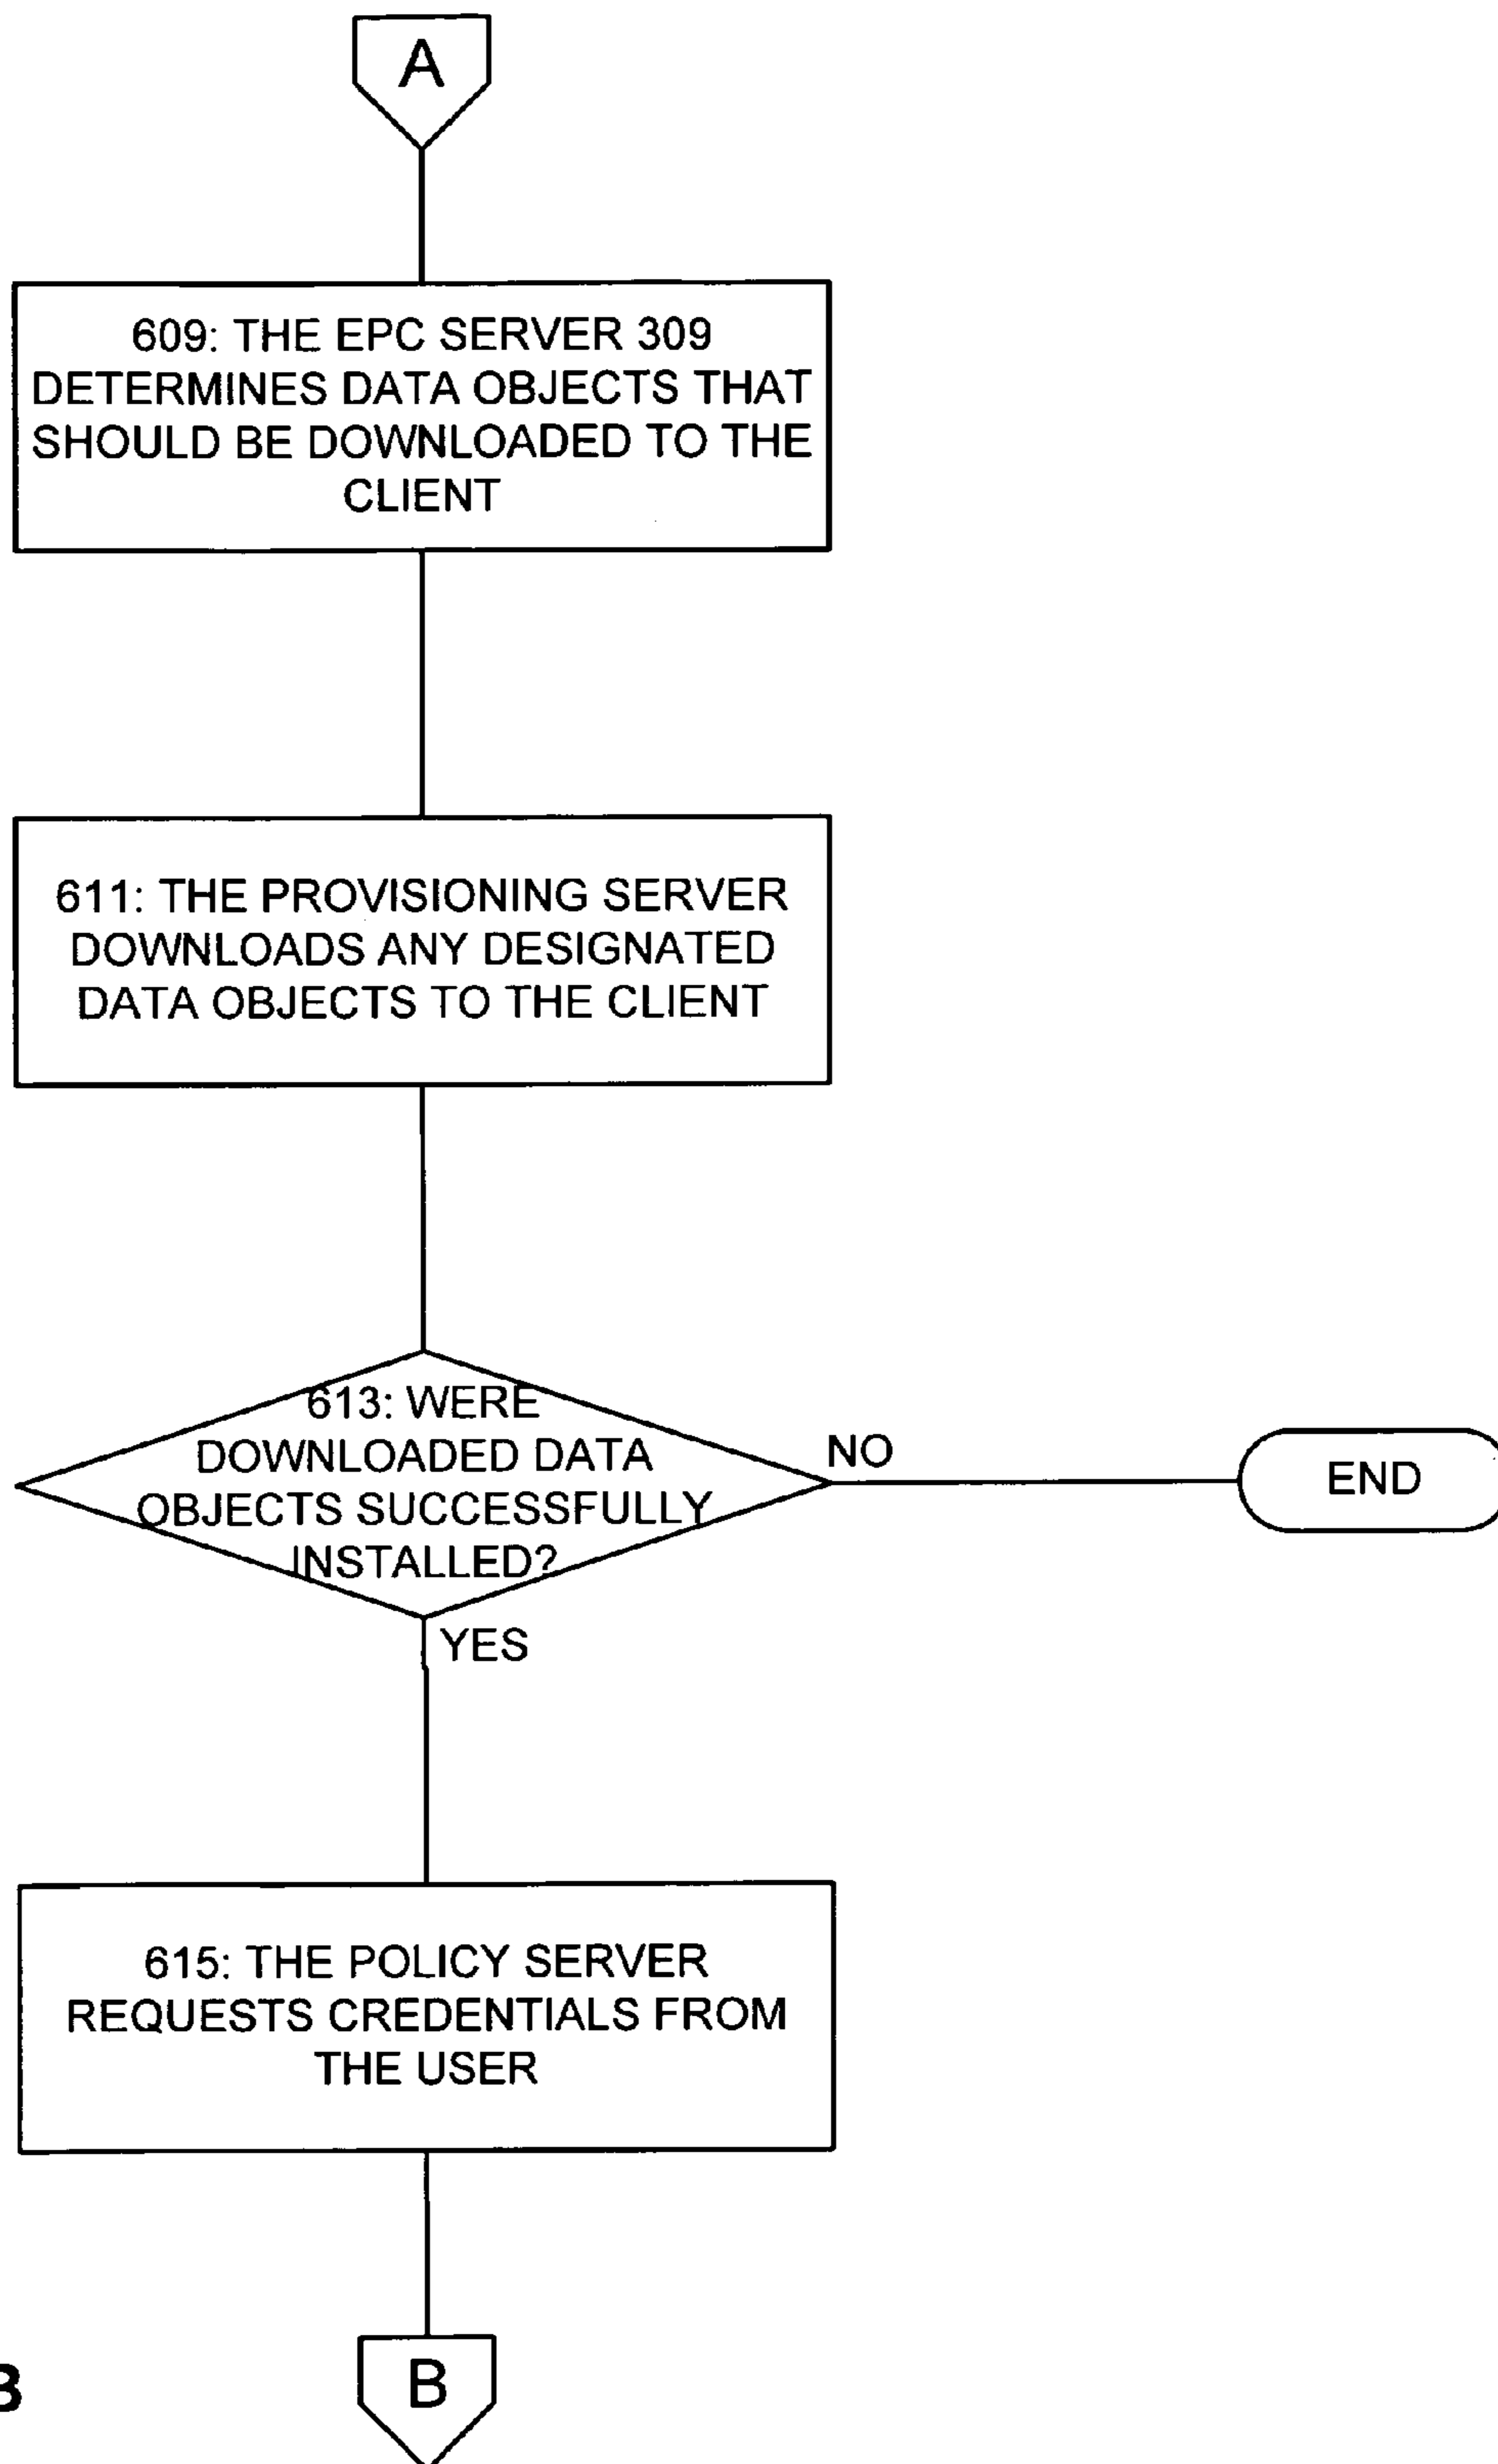 A
609: THE EPC SERVER 309
DETERMINES DATA OBJECTS THAT
SHOULD BE DOWNLOADED TO THE
CLIENT
611: THE PROVISIONING SERVER
DOWNLOADS ANY DESIGNATED
DATA OBJECTS TO THE CLIENT
613: WERE
DOWNLOADED DATA
OBJECTS SUCCESSFULLY
INSTALLED?
NO
END
YES
615: THE POLICY SERVER
REQUESTS CREDENTIALS FROM
THE USER
B